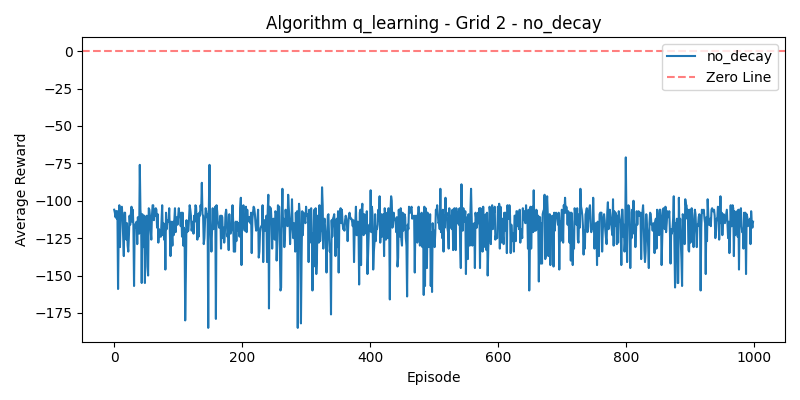 Algorithm q_learning - Grid 2 - no_decay
no_decay
Zero Line
Average Reward
0
−25
−50
−75
−100
−125
−150
−175
0
200
400
600
800
1000
Episode